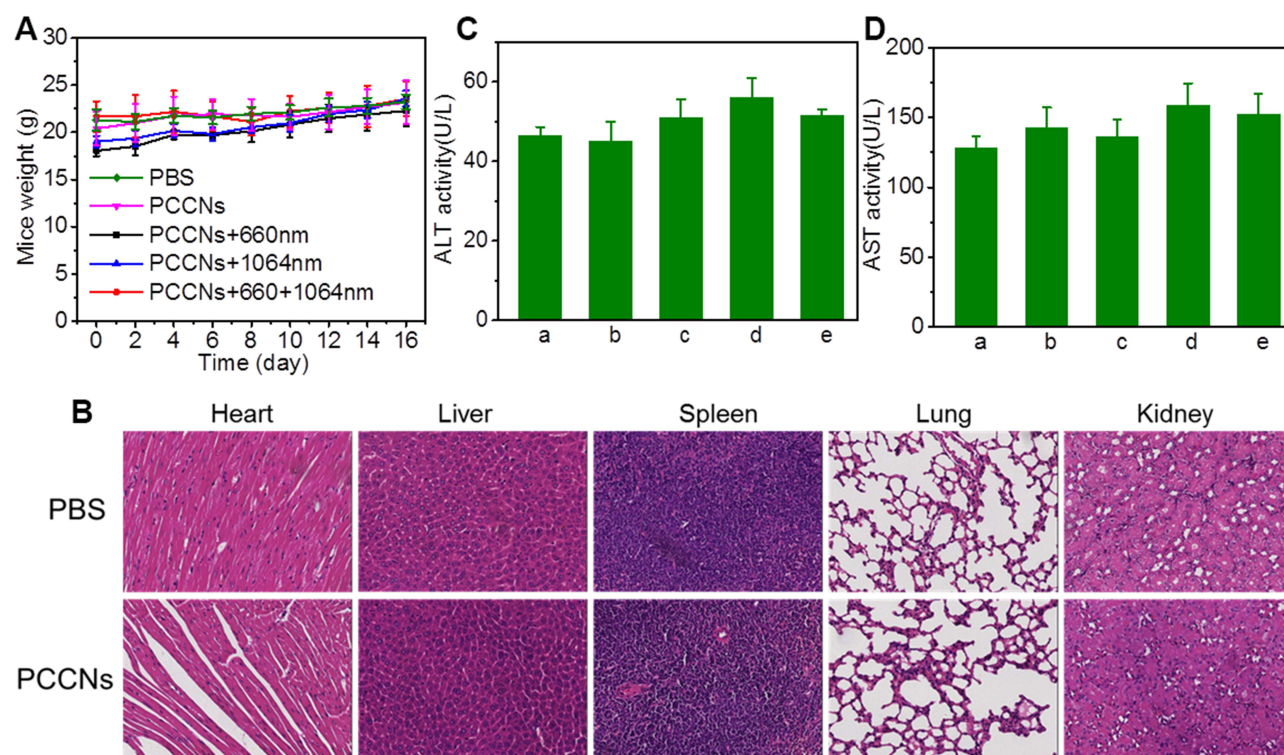 A
30
25
20
15
10
5
0
Mice weight (g)
PBS
PCCNs
PCCNs+660nm
PCCNs+1064nm
PCCNs+660+1064nm
0 2 4 6 8 10 12 14 16
Time (day)
C
60
40
20
0
ALT activity(U/L)
a b c d e
D
200
150
100
50
0
AST activity(U/L)
a b c d e
B
Heart Liver Spleen Lung Kidney
PBS
PCCNs